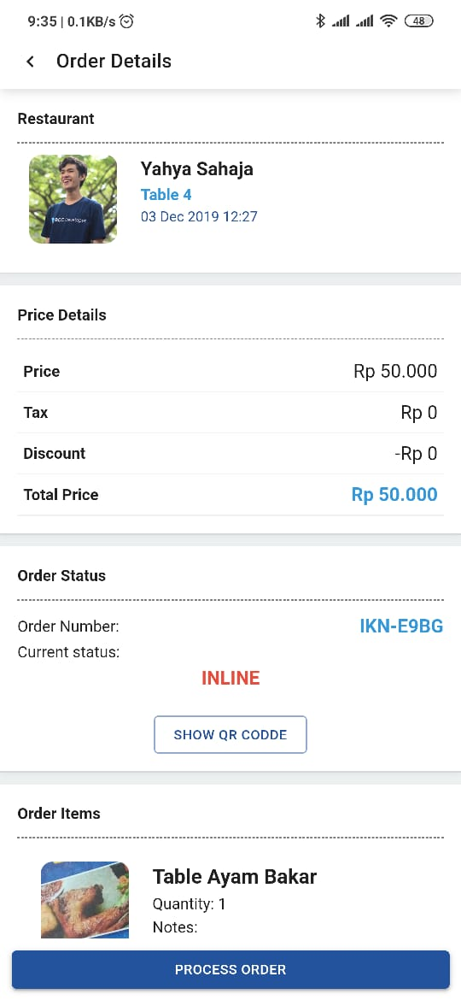 9:35 | 0.1KB/s
48
Order Details
Restaurant
Yahya Sahaja
Table 4
03 Dec 2019 12:27
Price Details
Price Rp 50.000
Tax Rp 0
Discount -Rp 0
Total Price Rp 50.000
Order Status
Order Number: IKN-E9BG
Current status:
INLINE
SHOW QR CODDE
Order Items
Table Ayam Bakar
Quantity: 1
Notes:
PROCESS ORDER